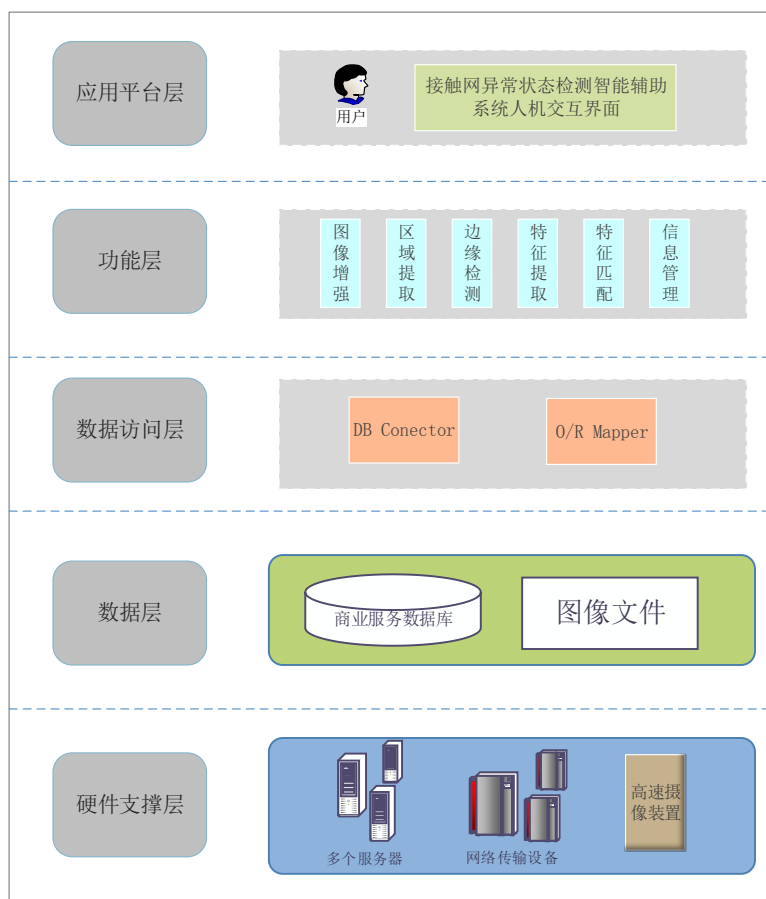 应用平台层
用户
接触网异常状态检测智能辅助
系统人机交互界面
功能层
图像增强
区域提取
边缘检测
特征提取
特征匹配
信息管理
数据访问层
DB Conector
O/R Mapper
数据层
商业服务数据库
图像文件
硬件支撑层
多个服务器
网络传输设备
高速摄
像装置